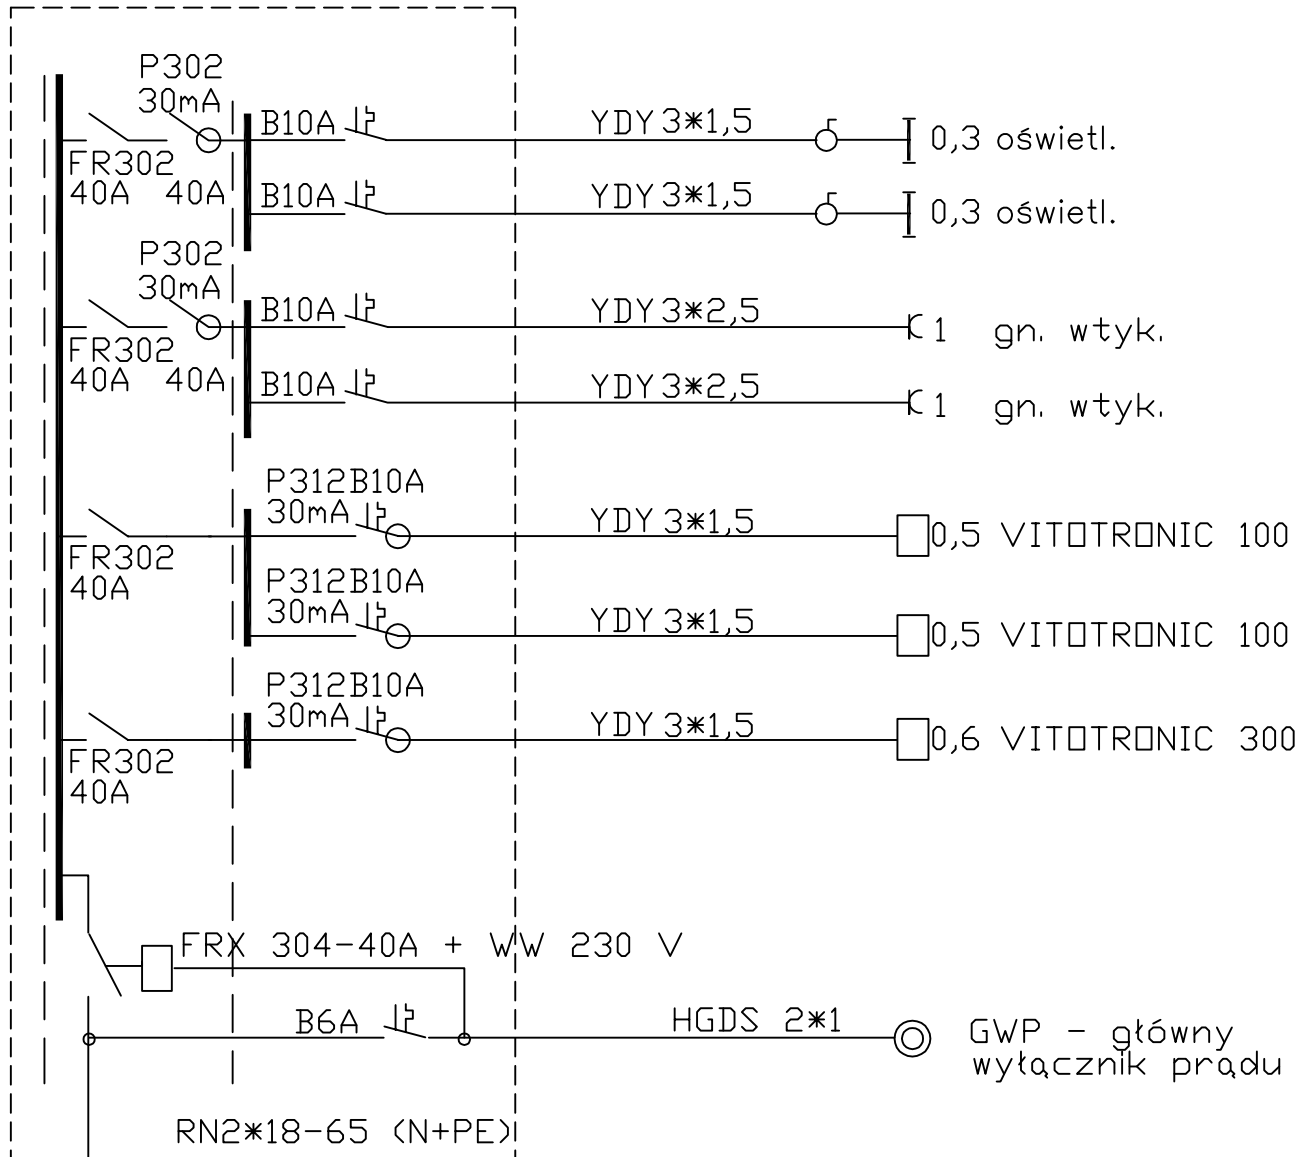 P302
30mA
B10A
YDY 3*1,5
0,3 oświetl.
FR302
40A 40A
B10A
YDY 3*1,5
0,3 oświetl.
P302
30mA
B10A
YDY 3*2,5
1 gn. wtyk.
FR302
40A 40A
B10A
YDY 3*2,5
1 gn. wtyk.
P312B10A
30mA
YDY 3*1,5
0,5 VITOTRONIC 100
FR302
40A
P312B10A
30mA
YDY 3*1,5
0,5 VITOTRONIC 100
P312B10A
30mA
YDY 3*1,5
0,6 VITOTRONIC 300
FR302
40A
FRX 304-40A + WW 230 V
B6A
HGDS 2*1
GWP - główny
wyłącznik prądu
RN2*18-65 (N+PE)